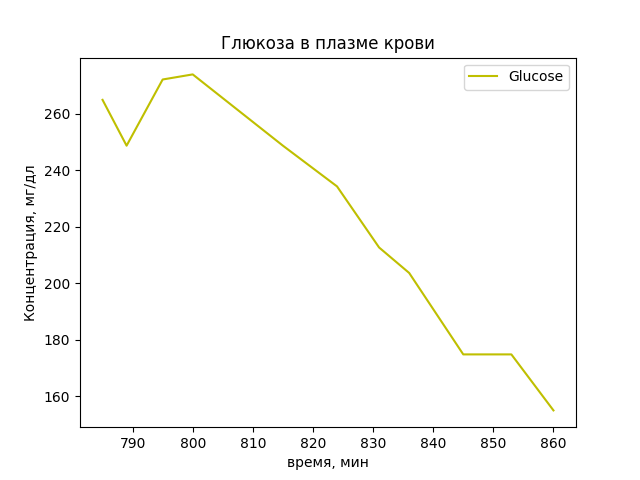 Глюкоза в плазме крови
Glucose
Концентрация, мг/дл
260
240
220
200
180
160
790 800 810 820 830 840 850 860
время, мин